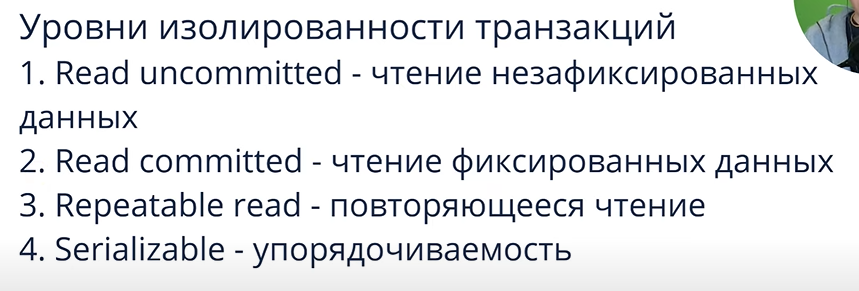 Уровни изолированности транзакций
1. Read uncommitted - чтение незафиксированных
данных
2. Read committed - чтение фиксированных данных
3. Repeatable read - повторяющееся чтение
4. Serializable - упорядочиваемость